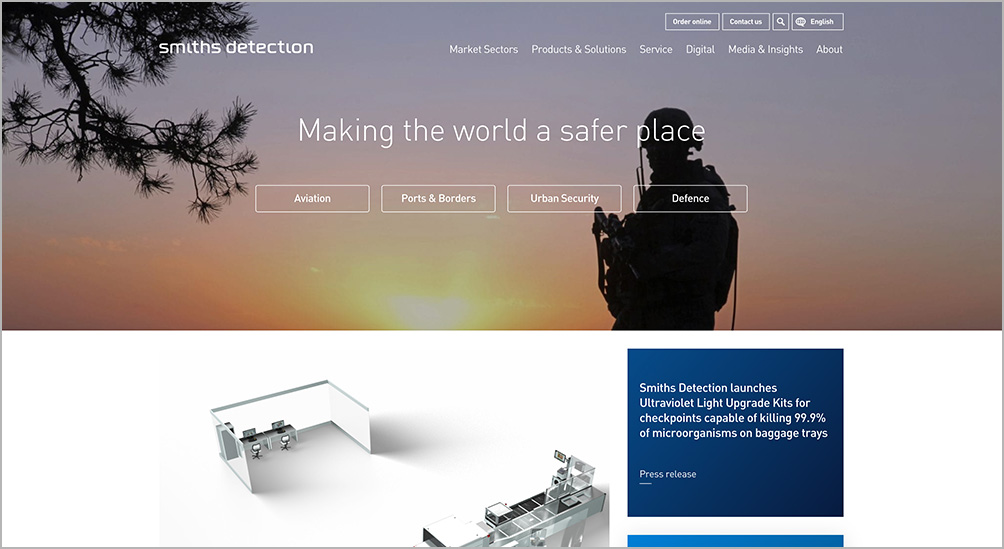 Order online
Contact us
English
smiths detection
Market Sectors
Products & Solutions
Service
Digital
Media & Insights
About
Making the world a safer place
Aviation
Ports & Borders
Urban Security
Defence
Smiths Detection launches
Ultraviolet Light Upgrade Kits for
checkpoints capable of killing 99.9%
of microorganisms on baggage trays
Press release